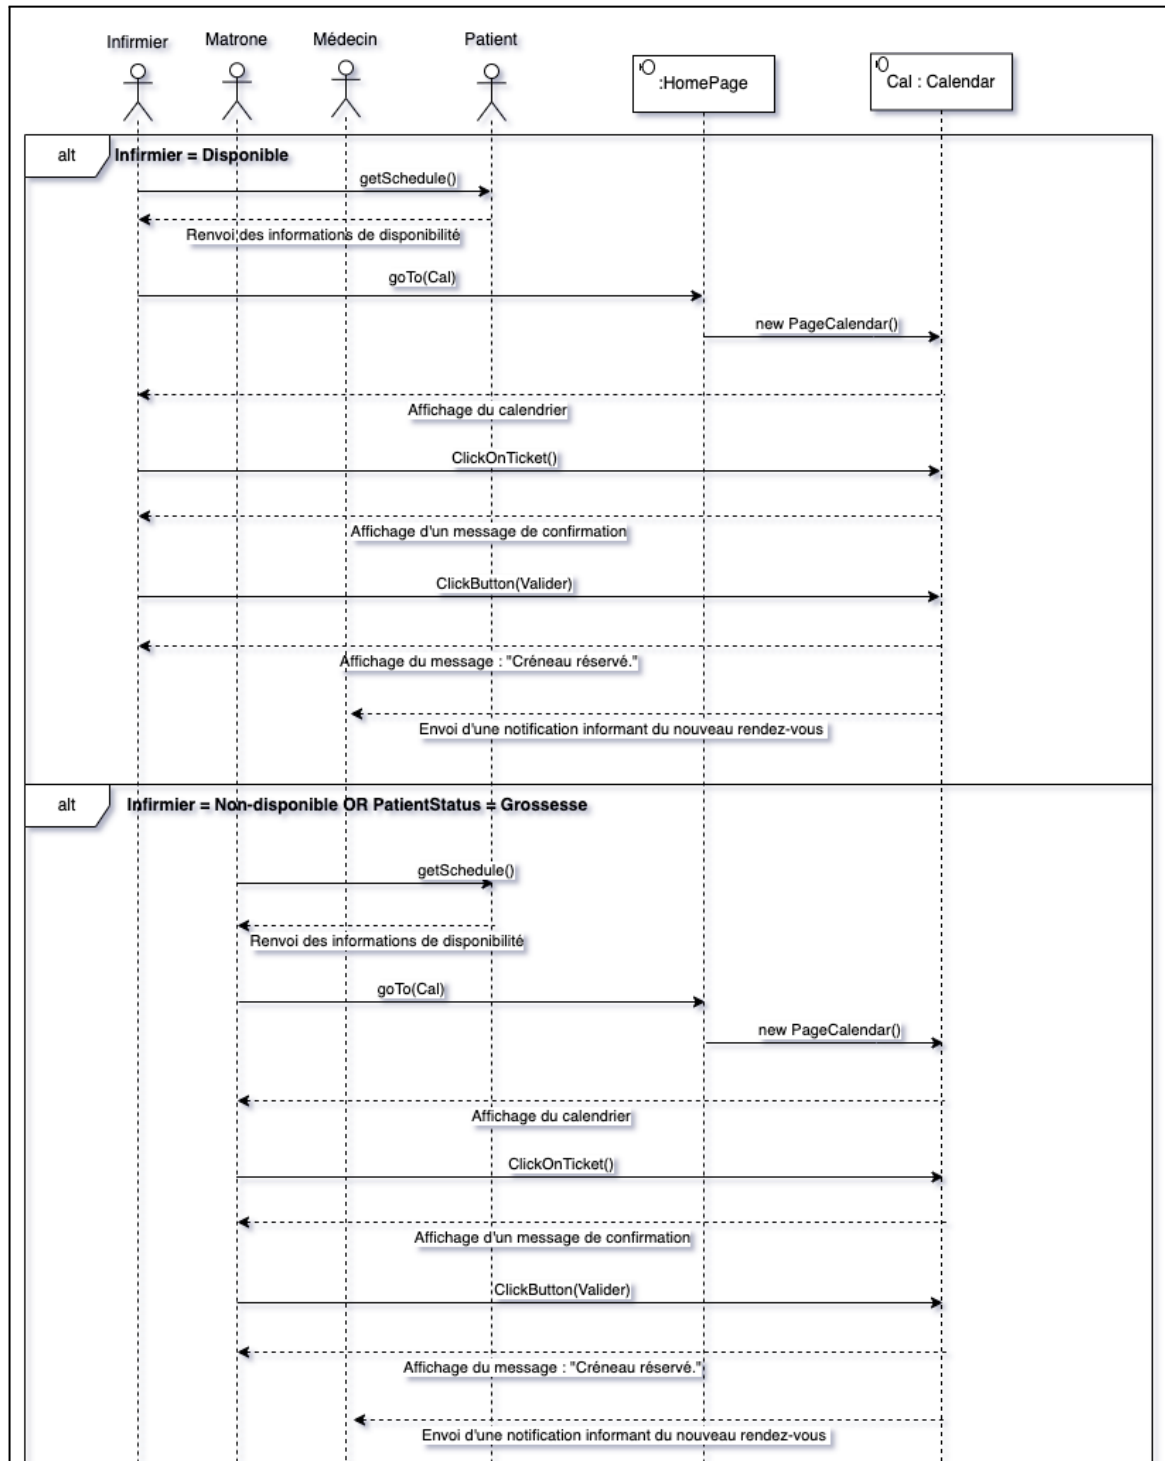 Infirmier
Matrone
Médecin
Patient
:HomePage
Cal : Calendar
alt
Infirmier = Disponible
getSchedule()
Renvoi des informations de disponibilité
goTo(Cal)
new PageCalendar()
Affichage du calendrier
ClickOnTicket()
Affichage d'un message de confirmation
ClickButton(Valider)
Affichage du message : "Créneau réservé."
Envoi d'une notification informant du nouveau rendez-vous
alt
Infirmier = Non-disponible OR PatientStatus = Grossesse
getSchedule()
Renvoi des informations de disponibilité
goTo(Cal)
new PageCalendar()
Affichage du calendrier
ClickOnTicket()
Affichage d'un message de confirmation
ClickButton(Valider)
Affichage du message : "Créneau réservé."
Envoi d'une notification informant du nouveau rendez-vous